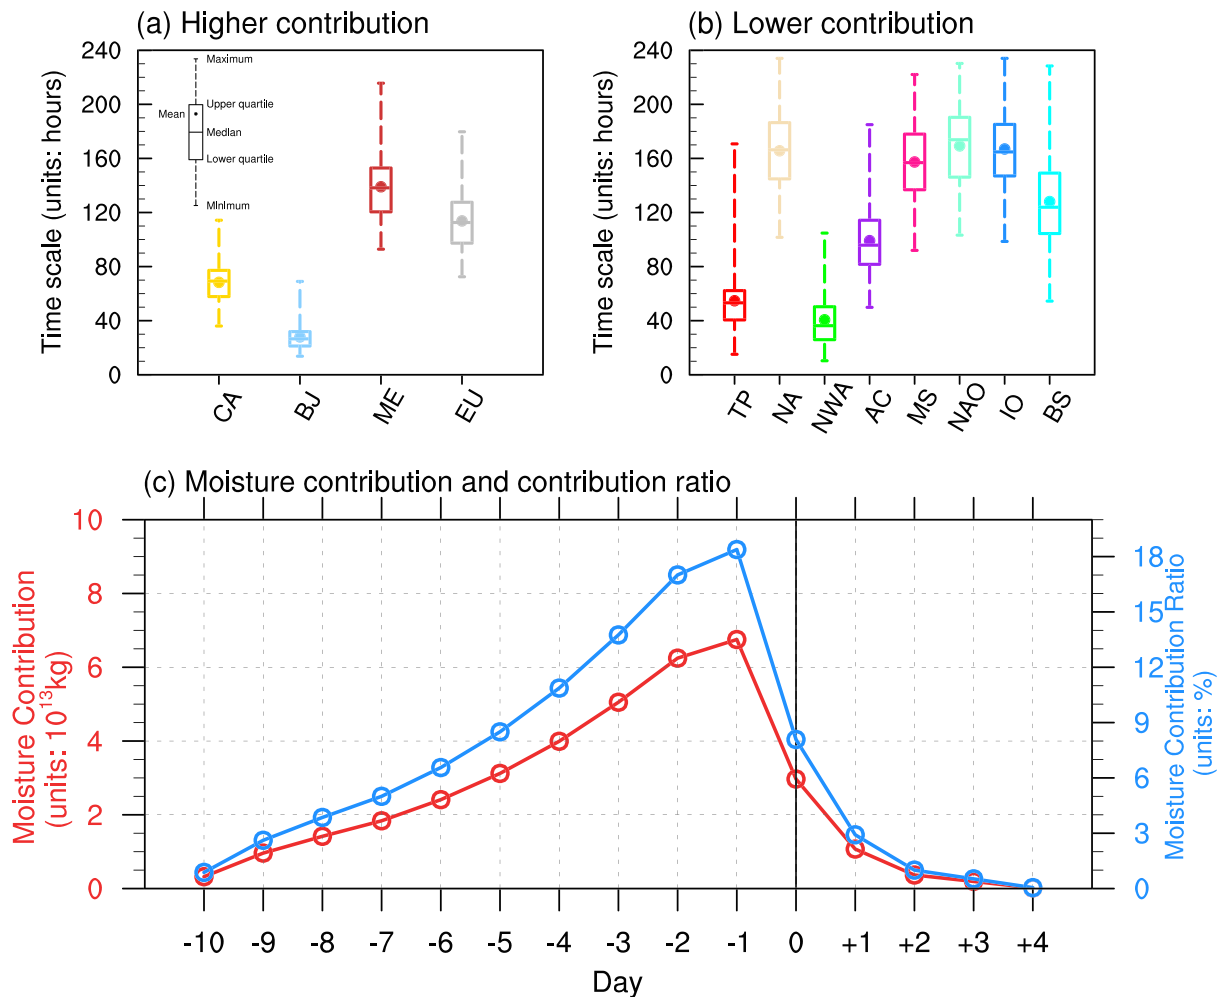 (a) Higher contribution
Time scale (units: hours)
240
200
160
120
80
40
0
Maximum
Upper quartile
Mean
Median
Lower quartile
Minimum
CA
BJ
ME
EU
(b) Lower contribution
Time scale (units: hours)
240
200
160
120
80
40
0
TP
NA
NWA
AC
MS
NAO
IO
BS
(c) Moisture contribution and contribution ratio
Moisture Contribution
(units: 10¹³kg)
10
8
6
4
2
0
18
15
12
9
6
3
0
Moisture Contribution Ratio
(units: %)
-10 -9 -8 -7 -6 -5 -4 -3 -2 -1 0 +1 +2 +3 +4
Day